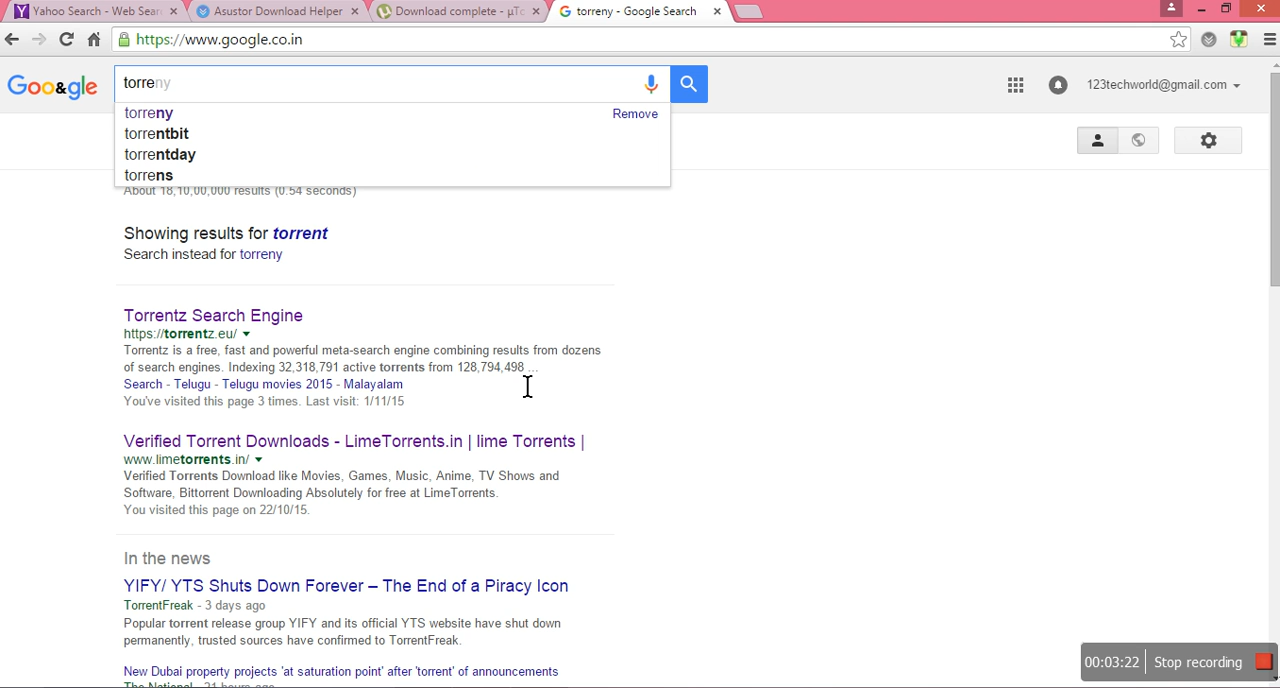 Yahoo Search - Web Sear
Asustor Download Helper
Download complete - µTo
torreny - Google Search
https://www.google.co.in
Goo&gle
torreny
123techworld@gmail.com
torreny
Remove
torrentbit
torrentday
torrens
About 18,10,00,000 results (0.54 seconds)
Showing results for torrent
Search instead for torreny
Torrentz Search Engine
https://torrentz.eu/
Torrentz is a free, fast and powerful meta-search engine combining results from dozens
of search engines. Indexing 32,318,791 active torrents from 128,794,498 ...
Search - Telugu - Telugu movies 2015 - Malayalam
You've visited this page 3 times. Last visit: 1/11/15
Verified Torrent Downloads - LimeTorrents.in | lime Torrents |
www.limetorrents.in/
Verified Torrents Download like Movies, Games, Music, Anime, TV Shows and
Software, Bittorrent Downloading Absolutely for free at LimeTorrents.
You visited this page on 22/10/15.
In the news
YIFY/ YTS Shuts Down Forever – The End of a Piracy Icon
TorrentFreak - 3 days ago
Popular torrent release group YIFY and its official YTS website have shut down
permanently, trusted sources have confirmed to TorrentFreak.
New Dubai property projects 'at saturation point' after 'torrent' of announcements
The National - 21 hours ago
00:03:22
Stop recording